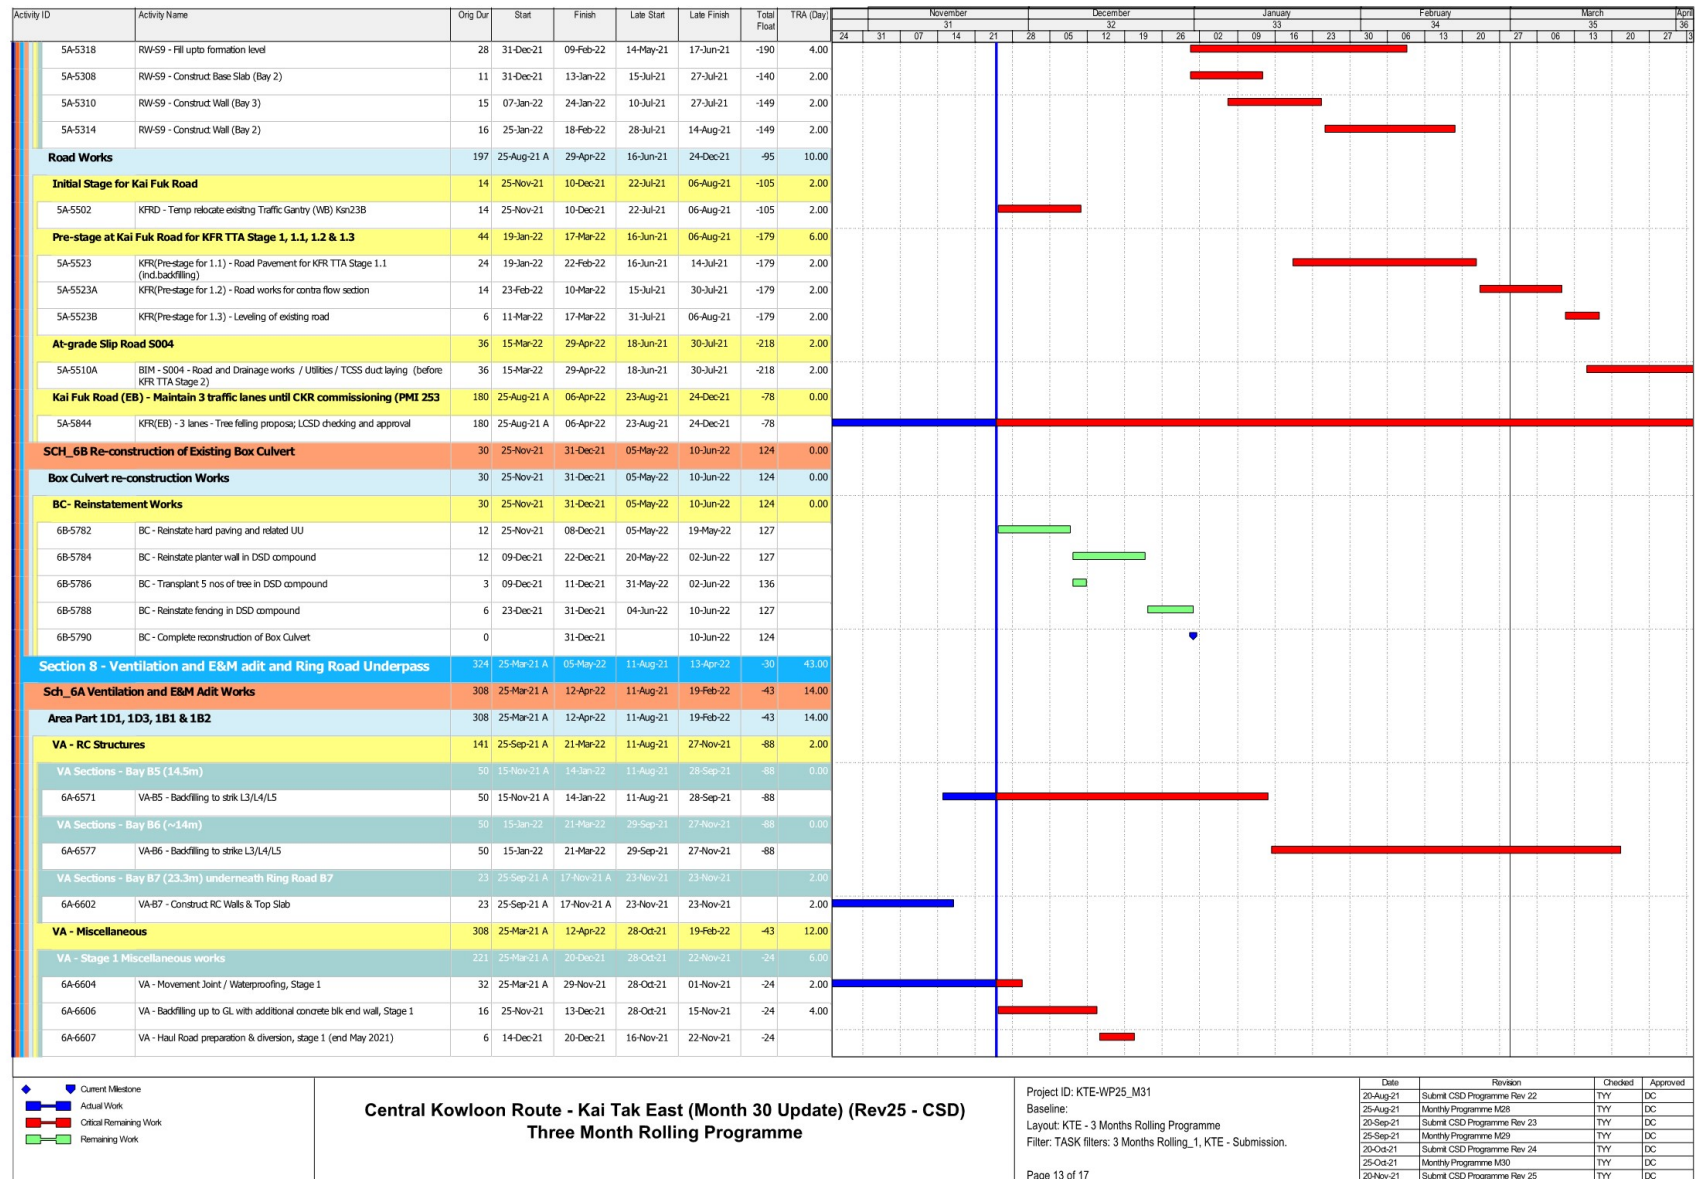 Activity ID Activity Name Orig Dur Start Finish Late Start Late Finish Total Float TRA (Day)
November December January February March April
31 32 33 34 35 36
24 31 07 14 21 28 05 12 19 26 02 09 16 23 30 06 13 20 27 06 13 20 27 3
5A-5318 RW-S9 - Fill upto formation level 28 31-Dec-21 09-Feb-22 14-May-21 17-Jun-21 -190 4.00
5A-5308 RW-S9 - Construct Base Slab (Bay 2) 11 31-Dec-21 13-Jan-22 15-Jul-21 27-Jul-21 -140 2.00
5A-5310 RW-S9 - Construct Wall (Bay 3) 15 07-Jan-22 24-Jan-22 10-Jul-21 27-Jul-21 -149 2.00
5A-5314 RW-S9 - Construct Wall (Bay 2) 16 25-Jan-22 18-Feb-22 28-Jul-21 14-Aug-21 -149 2.00
Road Works 197 25-Aug-21 A 29-Apr-22 16-Jun-21 24-Dec-21 -95 10.00
Initial Stage for Kai Fuk Road 14 25-Nov-21 10-Dec-21 22-Jul-21 06-Aug-21 -105 2.00
5A-5502 KFRD - Temp relocate exisitng Traffic Gantry (WB) Ksn23B 14 25-Nov-21 10-Dec-21 22-Jul-21 06-Aug-21 -105 2.00
Pre-stage at Kai Fuk Road for KFR TTA Stage 1, 1.1, 1.2 & 1.3 44 19-Jan-22 17-Mar-22 16-Jun-21 06-Aug-21 -179 6.00
5A-5523 KFR(Pre-stage for 1.1) - Road Pavement for KFR TTA Stage 1.1 24 19-Jan-22 22-Feb-22 16-Jun-21 14-Jul-21 -179 2.00
(ind.backfilling)
5A-5523A KFR(Pre-stage for 1.2) - Road works for contra flow section 14 23-Feb-22 10-Mar-22 15-Jul-21 30-Jul-21 -179 2.00
5A-5523B KFR(Pre-stage for 1.3) - Leveling of existing road 6 11-Mar-22 17-Mar-22 31-Jul-21 06-Aug-21 -179 2.00
At-grade Slip Road S004 36 15-Mar-22 29-Apr-22 18-Jun-21 30-Jul-21 -218 2.00
5A-5510A BIM - S004 - Road and Drainage works / Utilities / TCSS duct laying (before 36 15-Mar-22 29-Apr-22 18-Jun-21 30-Jul-21 -218 2.00
KFR TTA Stage 2)
Kai Fuk Road (EB) - Maintain 3 traffic lanes until CKR commissioning (PMI 253 180 25-Aug-21 A 06-Apr-22 23-Aug-21 24-Dec-21 -78 0.00
5A-5844 KFR(EB) - 3 lanes - Tree felling proposa; LCSD checking and approval 180 25-Aug-21 A 06-Apr-22 23-Aug-21 24-Dec-21 -78
SCH_6B Re-construction of Existing Box Culvert 30 25-Nov-21 31-Dec-21 05-May-22 10-Jun-22 124 0.00
Box Culvert re-construction Works 30 25-Nov-21 31-Dec-21 05-May-22 10-Jun-22 124 0.00
BC- Reinstatement Works 30 25-Nov-21 31-Dec-21 05-May-22 10-Jun-22 124 0.00
6B-5782 BC - Reinstate hard paving and related UU 12 25-Nov-21 08-Dec-21 05-May-22 19-May-22 127
6B-5784 BC - Reinstate planter wall in DSD compound 12 09-Dec-21 22-Dec-21 20-May-22 02-Jun-22 127
6B-5786 BC - Transplant 5 nos of tree in DSD compound 3 09-Dec-21 11-Dec-21 31-May-22 02-Jun-22 136
6B-5788 BC - Reinstate fencing in DSD compound 6 23-Dec-21 31-Dec-21 04-Jun-22 10-Jun-22 127
6B-5790 BC - Complete reconstruction of Box Culvert 0 31-Dec-21 10-Jun-22 124
Section 8 - Ventilation and E&M adit and Ring Road Underpass 324 25-Mar-21 A 05-May-22 11-Aug-21 13-Apr-22 -30 43.00
Sch_6A Ventilation and E&M Adit Works 308 25-Mar-21 A 12-Apr-22 11-Aug-21 19-Feb-22 -43 14.00
Area Part 1D1, 1D3, 1B1 & 1B2 308 25-Mar-21 A 12-Apr-22 11-Aug-21 19-Feb-22 -43 14.00
VA - RC Structures 141 25-Sep-21 A 21-Mar-22 11-Aug-21 27-Nov-21 -88 2.00
VA Sections - Bay B5 (14.5m) 50 15-Nov-21 A 14-Jan-22 11-Aug-21 28-Sep-21 -88 0.00
6A-6571 VA-B5 - Backfilling to strik L3/L4/L5 50 15-Nov-21 A 14-Jan-22 11-Aug-21 28-Sep-21 -88
VA Sections - Bay B6 (~14m) 50 15-Jan-22 21-Mar-22 29-Sep-21 27-Nov-21 -88 0.00
6A-6577 VA-B6 - Backfilling to strike L3/L4/L5 50 15-Jan-22 21-Mar-22 29-Sep-21 27-Nov-21 -88
VA Sections - Bay B7 (23.3m) underneath Ring Road B7 23 25-Sep-21 A 17-Nov-21 A 23-Nov-21 23-Nov-21 2.00
6A-6602 VA-B7 - Construct RC Walls & Top Slab 23 25-Sep-21 A 17-Nov-21 A 23-Nov-21 23-Nov-21 2.00
VA - Miscellaneous 308 25-Mar-21 A 12-Apr-22 28-Oct-21 19-Feb-22 -43 12.00
VA - Stage 1 Miscellaneous works 221 25-Mar-21 A 20-Dec-21 28-Oct-21 22-Nov-21 -24 6.00
6A-6604 VA - Movement Joint / Waterproofing, Stage 1 32 25-Mar-21 A 29-Nov-21 28-Oct-21 01-Nov-21 -24 2.00
6A-6606 VA - Backfilling up to GL with additional concrete blk end wall, Stage 1 16 25-Nov-21 13-Dec-21 28-Oct-21 15-Nov-21 -24 4.00
6A-6607 VA - Haul Road preparation & diversion, stage 1 (end May 2021) 6 14-Dec-21 20-Dec-21 16-Nov-21 22-Nov-21 -24
Current Milestone
Actual Work
Critical Remaining Work
Remaining Work
Central Kowloon Route - Kai Tak East (Month 30 Update) (Rev25 - CSD)
Three Month Rolling Programme
Project ID: KTE-WP25_M31
Baseline:
Layout: KTE - 3 Months Rolling Programme
Filter: TASK filters: 3 Months Rolling_1, KTE - Submission.
Page 13 of 17
Date Revision Checked Approved
20-Aug-21 Submit CSD Programme Rev 22 TYY DC
25-Aug-21 Monthly Programme M28 TYY DC
20-Sep-21 Submit CSD Programme Rev 23 TYY DC
25-Sep-21 Monthly Programme M29 TYY DC
20-Oct-21 Submit CSD Programme Rev 24 TYY DC
25-Oct-21 Monthly Programme M30 TYY DC
20-Nov-21 Submit CSD Programme Rev 25 TYY DC